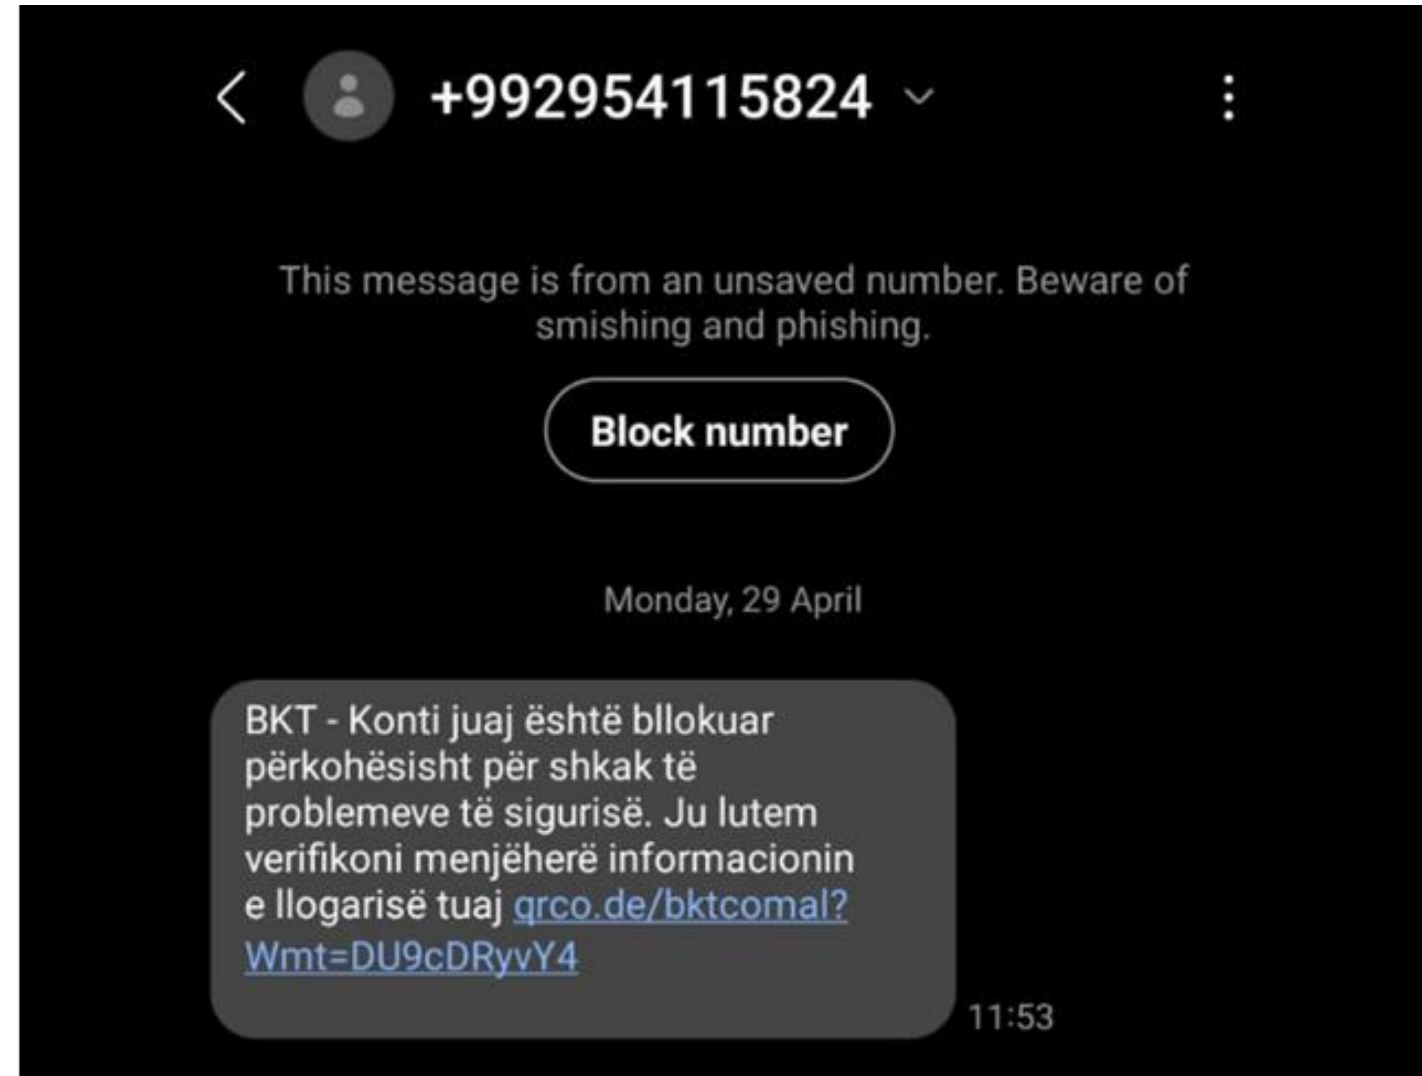 +992954115824
This message is from an unsaved number. Beware of
smishing and phishing.
Block number
Monday, 29 April
BKT - Konti juaj është bllokuar
përkohësisht për shkak të
problemeve të sigurisë. Ju lutem
verifikoni menjëherë informacionin
e llogarisë tuaj qrco.de/bktcomal?
Wmt=DU9cDRyvY4
11:53